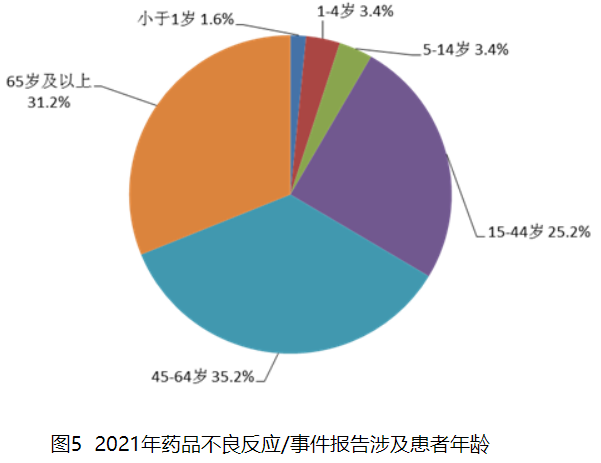 小于1岁 1.6%
1-4岁 3.4%
5-14岁 3.4%
65岁及以上
31.2%
15-44岁 25.2%
45-64岁 35.2%
图5 2021年药品不良反应/事件报告涉及患者年龄